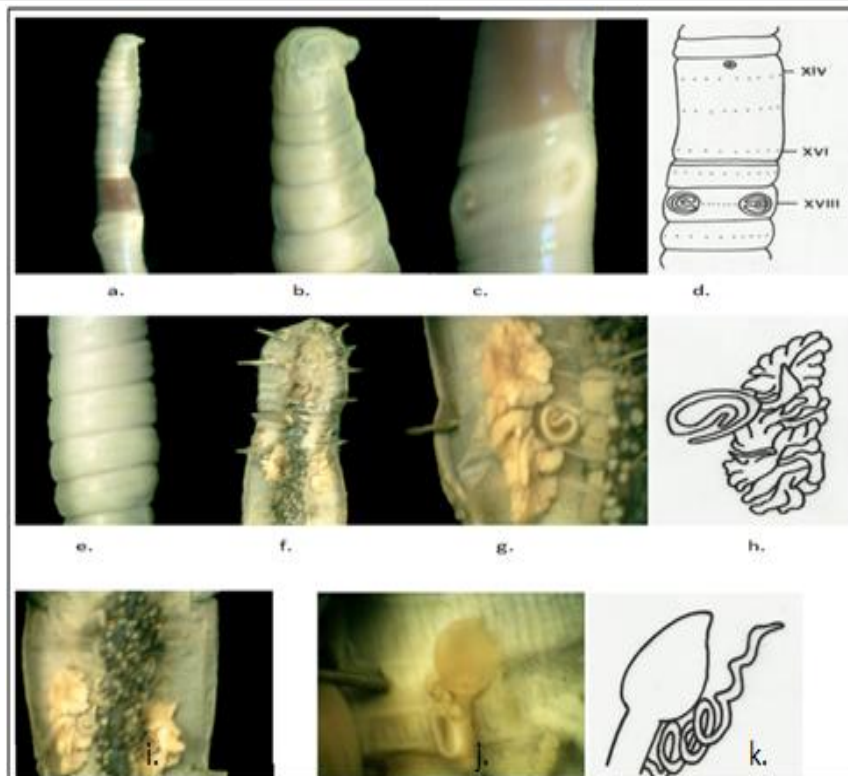 XIV
XVI
XVIII
a. b. c. d.
e. f. g. h.
i. j. k.